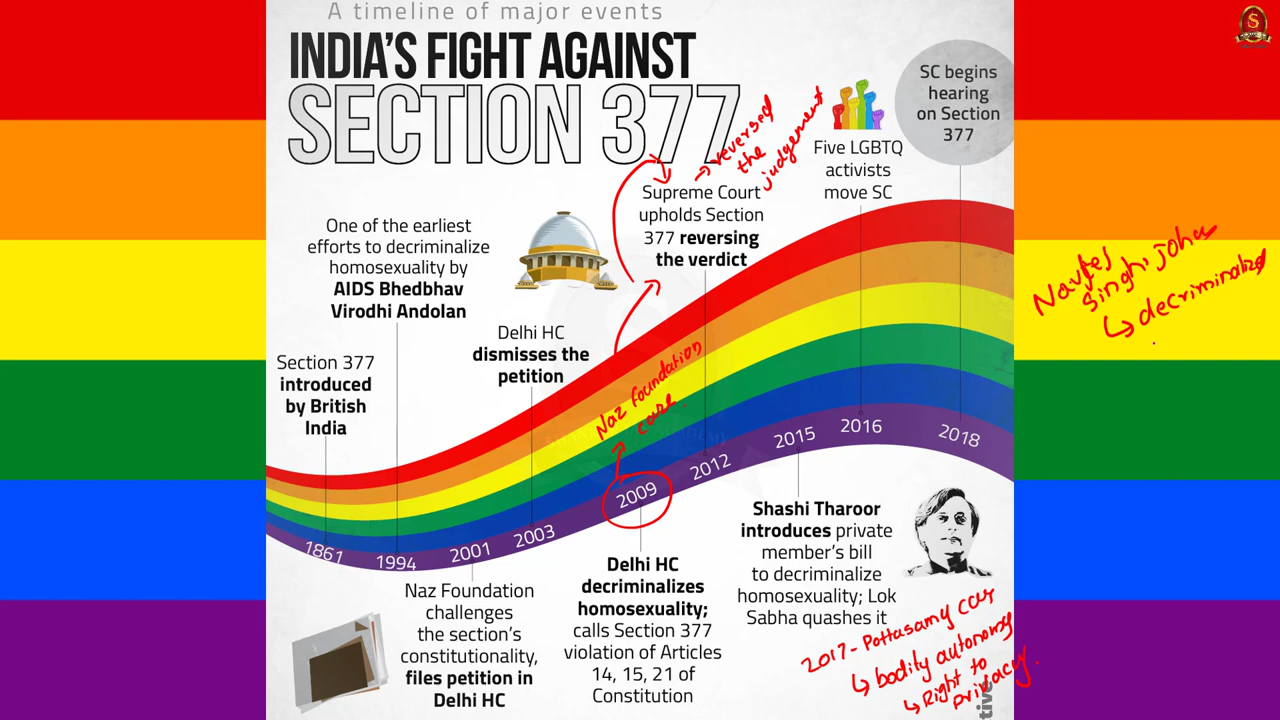 A timeline of major events
INDIA'S FIGHT AGAINST
SECTION 377
SC begins
hearing
on Section
377
→ reversed
the
judgement
Five LGBTQ
activists
move SC
Supreme Court
upholds Section
377 reversing
the verdict
One of the earliest
efforts to decriminalize
homosexuality by
AIDS Bhedbhav
Virodhi Andolan
Delhi HC
dismisses the
petition
Section 377
introduced
by British
India
Navtej
Singh johar
↳ decriminalized
Naz Foundation
case
1861
1994
2001
2003
2009
2012
2015
2016
2018
Naz Foundation
challenges
the section's
constitutionality,
files petition in
Delhi HC
Delhi HC
decriminalizes
homosexuality;
calls Section 377
violation of Articles
14, 15, 21 of
Constitution
Shashi Tharoor
introduces private
member's bill
to decriminalize
homosexuality; Lok
Sabha quashes it
2017- Pottasamy case
↳ bodily autonomy
↳ Right to
privacy.
tive